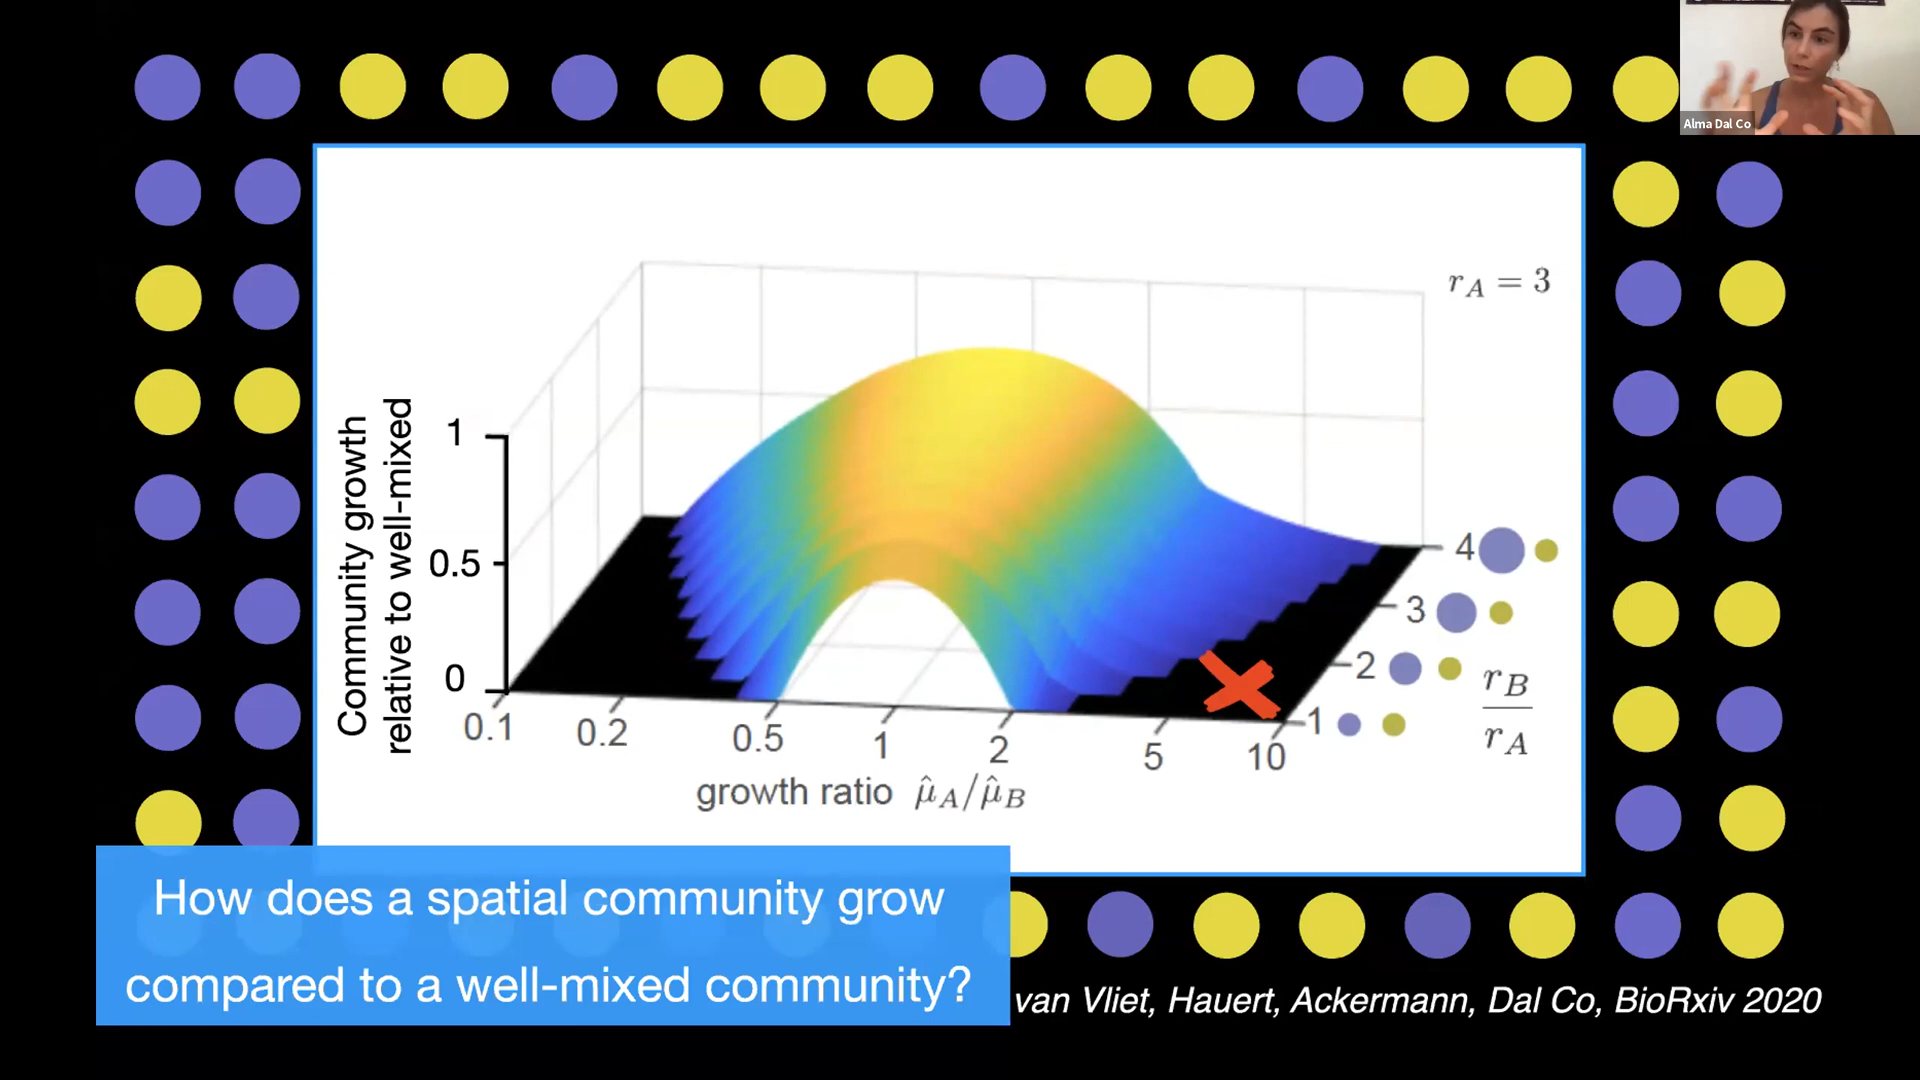 Alma Dal Co
r_A = 3
Community growth
relative to well-mixed
1
0.5
0
0.1
0.2
0.5
1
2
5
10
growth ratio μ̂_A/μ̂_B
4
3
2
1
r_B
r_A
How does a spatial community grow
compared to a well-mixed community?
van Vliet, Hauert, Ackermann, Dal Co, BioRxiv 2020